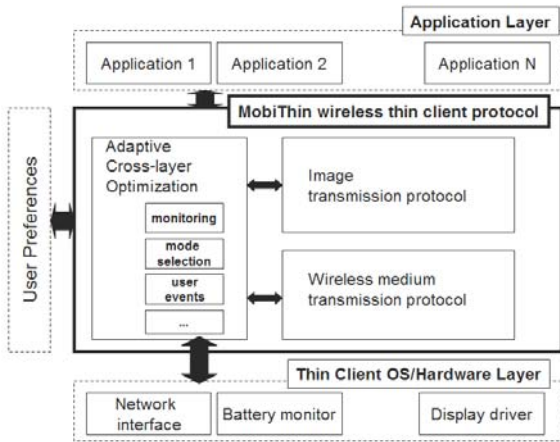 Application Layer
Application 1
Application 2
Application N
MobiThin wireless thin client protocol
User Preferences
Adaptive
Cross-layer
Optimization
monitoring
mode
selection
user
events
...
Image
transmission protocol
Wireless medium
transmission protocol
Thin Client OS/Hardware Layer
Network
interface
Battery monitor
Display driver